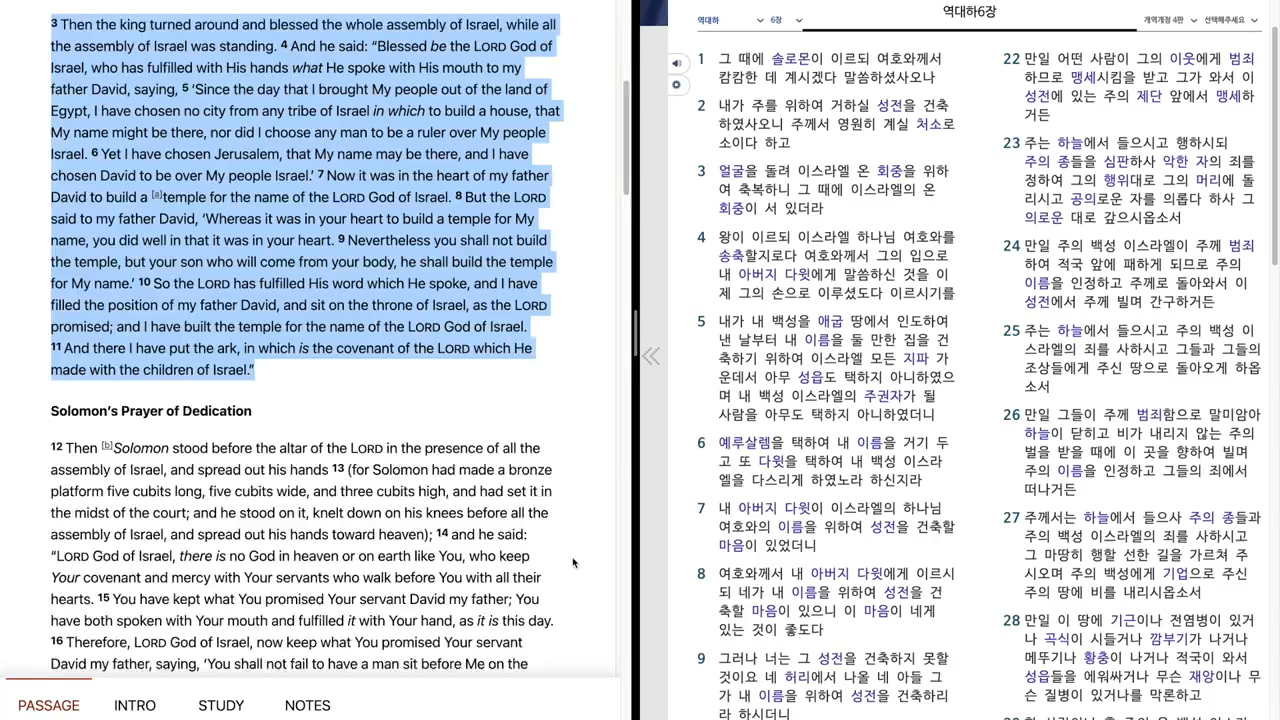 3 Then the king turned around and blessed the whole assembly of Israel, while all
the assembly of Israel was standing. 4 And he said: “Blessed be the LORD God of
Israel, who has fulfilled with His hands what He spoke with His mouth to my
father David, saying, 5 ‘Since the day that I brought My people out of the land of
Egypt, I have chosen no city from any tribe of Israel in which to build a house, that
My name might be there, nor did I choose any man to be a ruler over My people
Israel. 6 Yet I have chosen Jerusalem, that My name may be there, and I have
chosen David to be over My people Israel.’ 7 Now it was in the heart of my father
David to build a [a]temple for the name of the LORD God of Israel. 8 But the LORD
said to my father David, ‘Whereas it was in your heart to build a temple for My
name, you did well in that it was in your heart. 9 Nevertheless you shall not build
the temple, but your son who will come from your body, he shall build the temple
for My name.’ 10 So the LORD has fulfilled His word which He spoke, and I have
filled the position of my father David, and sit on the throne of Israel, as the LORD
promised; and I have built the temple for the name of the LORD God of Israel.
11 And there I have put the ark, in which is the covenant of the LORD which He
made with the children of Israel.”
Solomon’s Prayer of Dedication
12 Then [b]Solomon stood before the altar of the LORD in the presence of all the
assembly of Israel, and spread out his hands 13 (for Solomon had made a bronze
platform five cubits long, five cubits wide, and three cubits high, and had set it in
the midst of the court; and he stood on it, knelt down on his knees before all the
assembly of Israel, and spread out his hands toward heaven); 14 and he said:
“LORD God of Israel, there is no God in heaven or on earth like You, who keep
Your covenant and mercy with Your servants who walk before You with all their
hearts. 15 You have kept what You promised Your servant David my father; You
have both spoken with Your mouth and fulfilled it with Your hand, as it is this day.
16 Therefore, LORD God of Israel, now keep what You promised Your servant
David my father, saying, ‘You shall not fail to have a man sit before Me on the
PASSAGE INTRO STUDY NOTES
역대하6장
역대하 6장 개역개정 4판 선택해주세요
1 그 때에 솔로몬이 이르되 여호와께서
캄캄한 데 계시겠다 말씀하셨사오나
2 내가 주를 위하여 거하실 성전을 건축
하였사오니 주께서 영원히 계실 처소로
소이다 하고
3 얼굴을 돌려 이스라엘 온 회중을 위하
여 축복하니 그 때에 이스라엘의 온
회중이 서 있더라
4 왕이 이르되 이스라엘 하나님 여호와를
송축할지로다 여호와께서 그의 입으로
내 아버지 다윗에게 말씀하신 것을 이
제 그의 손으로 이루셨도다 이르시기를
5 내가 내 백성을 애굽 땅에서 인도하여
낸 날부터 내 이름을 둘 만한 집을 건
축하기 위하여 이스라엘 모든 지파 가
운데서 아무 성읍도 택하지 아니하였으
며 내 백성 이스라엘의 주권자가 될
사람을 아무도 택하지 아니하였더니
6 예루살렘을 택하여 내 이름을 거기 두
고 또 다윗을 택하여 내 백성 이스라
엘을 다스리게 하였노라 하신지라
7 내 아버지 다윗이 이스라엘의 하나님
여호와의 이름을 위하여 성전을 건축할
마음이 있었더니
8 여호와께서 내 아버지 다윗에게 이르시
되 네가 내 이름을 위하여 성전을 건
축할 마음이 있으니 이 마음이 네게
있는 것이 좋도다
9 그러나 너는 그 성전을 건축하지 못할
것이요 네 허리에서 나올 네 아들 그
가 내 이름을 위하여 성전을 건축하리
라 하시더니
22 만일 어떤 사람이 그의 이웃에게 범죄
하므로 맹세시킴을 받고 그가 와서 이
성전에 있는 주의 제단 앞에서 맹세하
거든
23 주는 하늘에서 들으시고 행하시되
주의 종들을 심판하사 악한 자의 죄를
정하여 그의 행위대로 그의 머리에 돌
리시고 공의로운 자를 의롭다 하사 그
의로운 대로 갚으시옵소서
24 만일 주의 백성 이스라엘이 주께 범죄
하여 적국 앞에 패하게 되므로 주의
이름을 인정하고 주께로 돌아와서 이
성전에서 주께 빌며 간구하거든
25 주는 하늘에서 들으시고 주의 백성 이
스라엘의 죄를 사하시고 그들과 그들의
조상들에게 주신 땅으로 돌아오게 하옵
소서
26 만일 그들이 주께 범죄함으로 말미암아
하늘이 닫히고 비가 내리지 않는 주의
벌을 받을 때에 이 곳을 향하여 빌며
주의 이름을 인정하고 그들의 죄에서
떠나거든
27 주께서는 하늘에서 들으사 주의 종들과
주의 백성 이스라엘의 죄를 사하시고
그 마땅히 행할 선한 길을 가르쳐 주
시오며 주의 백성에게 기업으로 주신
주의 땅에 비를 내리시옵소서
28 만일 이 땅에 기근이나 전염병이 있거
나 곡식이 시들거나 깜부기가 나거나
메뚜기나 황충이 나거나 적국이 와서
성읍들을 에워싸거나 무슨 재앙이나 무
슨 질병이 있거나를 막론하고